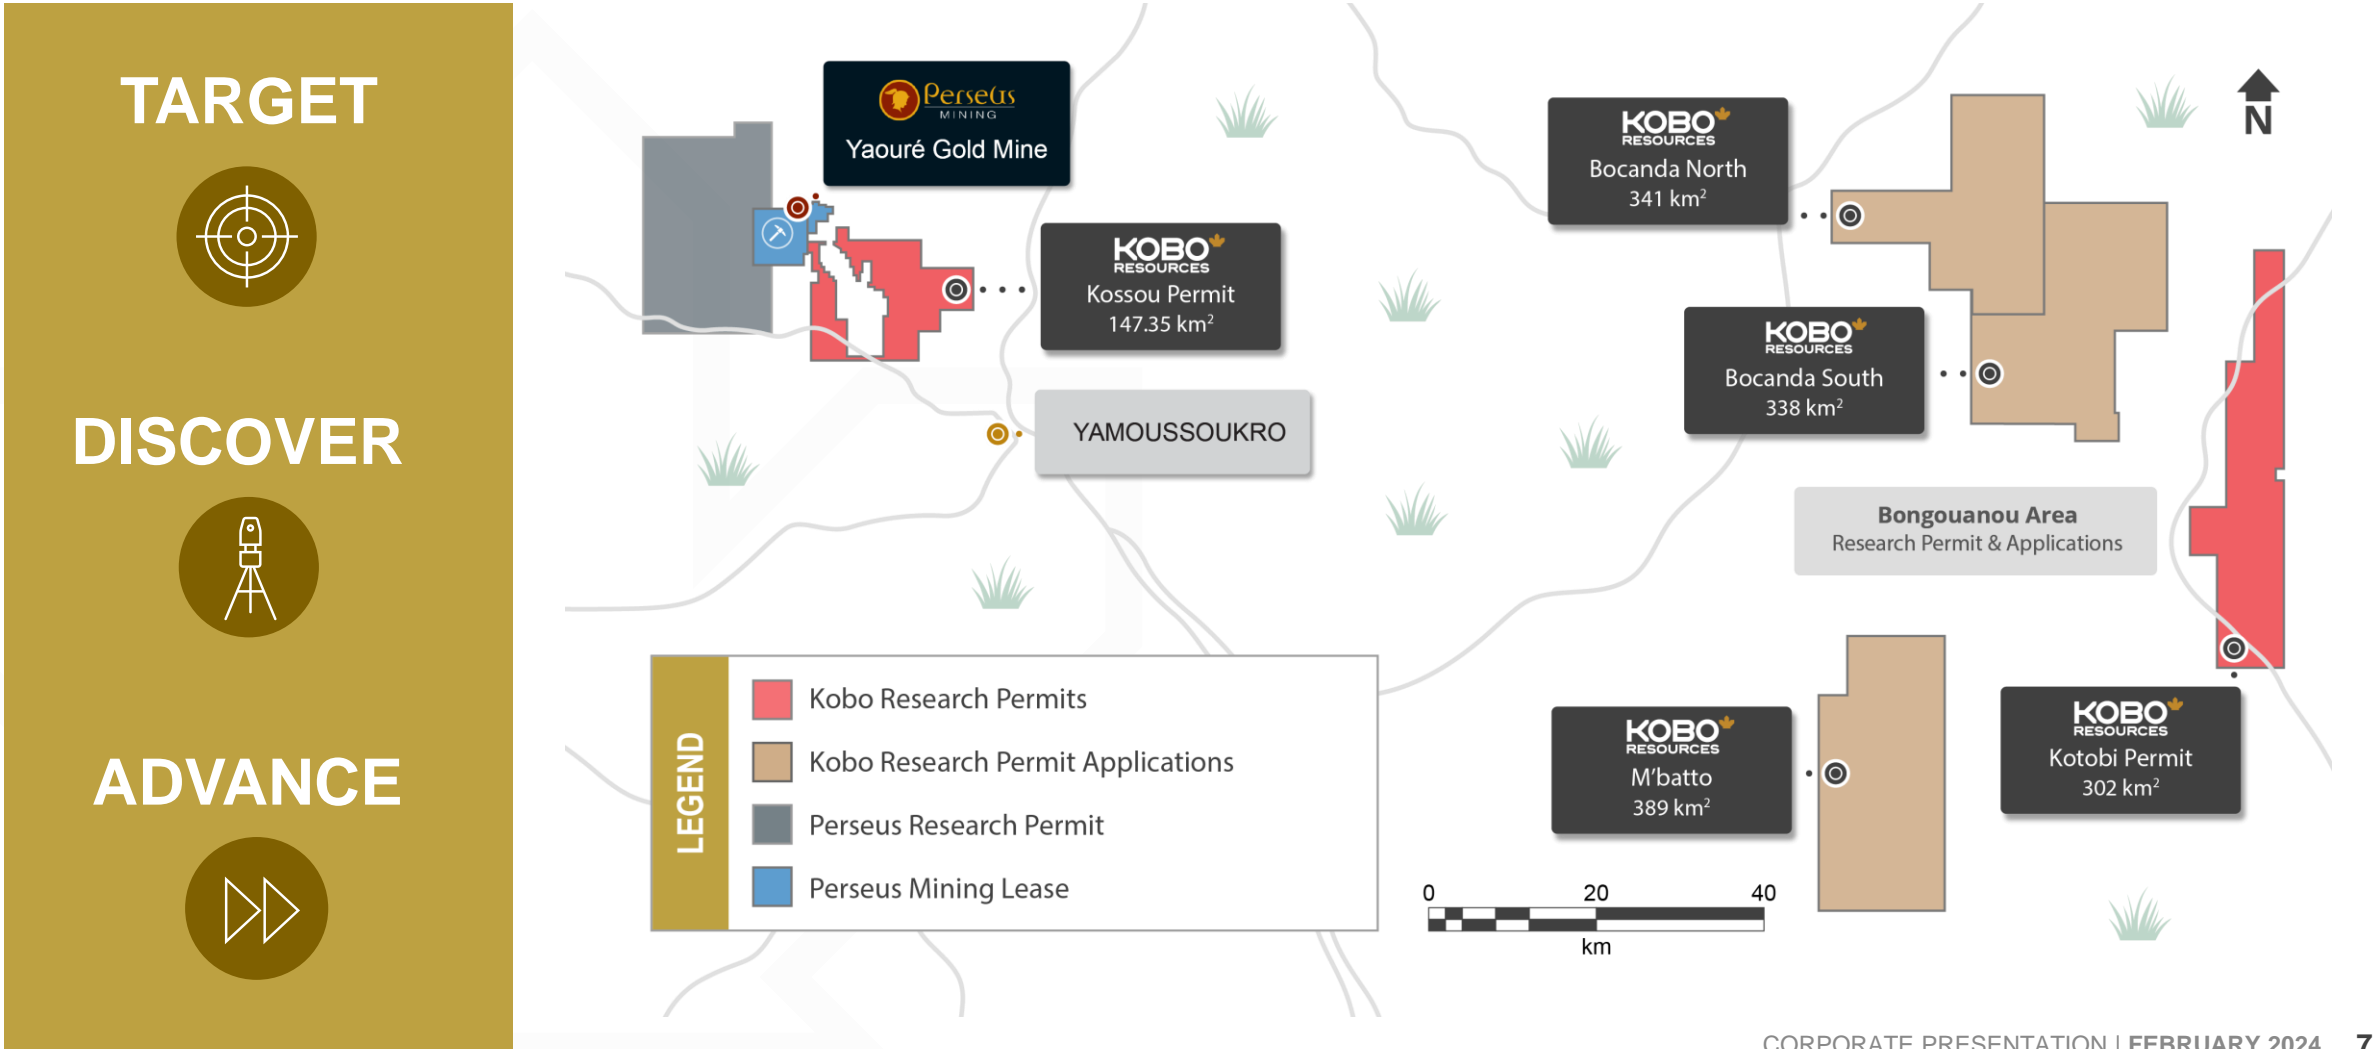 TARGET
DISCOVER
ADVANCE
Perseus
MINING
Yaouré Gold Mine
KOBO
RESOURCES
Kossou Permit
147.35 km²
YAMOUSSOUKRO
KOBO
RESOURCES
Bocanda North
341 km²
N
KOBO
RESOURCES
Bocanda South
338 km²
Bongouanou Area
Research Permit & Applications
KOBO
RESOURCES
M'batto
389 km²
KOBO
RESOURCES
Kotobi Permit
302 km²
LEGEND
Kobo Research Permits
Kobo Research Permit Applications
Perseus Research Permit
Perseus Mining Lease
0 20 40
km
CORPORATE PRESENTATION | FEBRUARY 2024 7